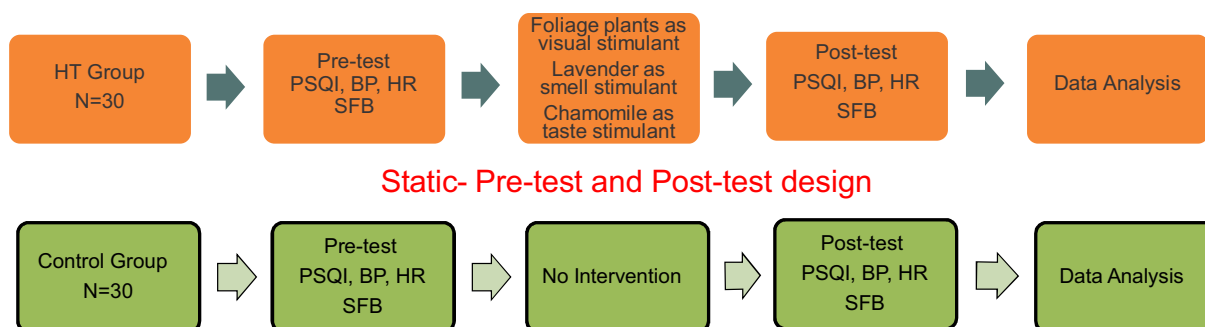 HT Group
N=30
Pre-test
PSQI, BP, HR
SFB
Foliage plants as
visual stimulant
Lavender as
smell stimulant
Chamomile as
taste stimulant
Post-test
PSQI, BP, HR
SFB
Data Analysis
Static- Pre-test and Post-test design
Control Group
N=30
Pre-test
PSQI, BP, HR
SFB
No Intervention
Post-test
PSQI, BP, HR
SFB
Data Analysis